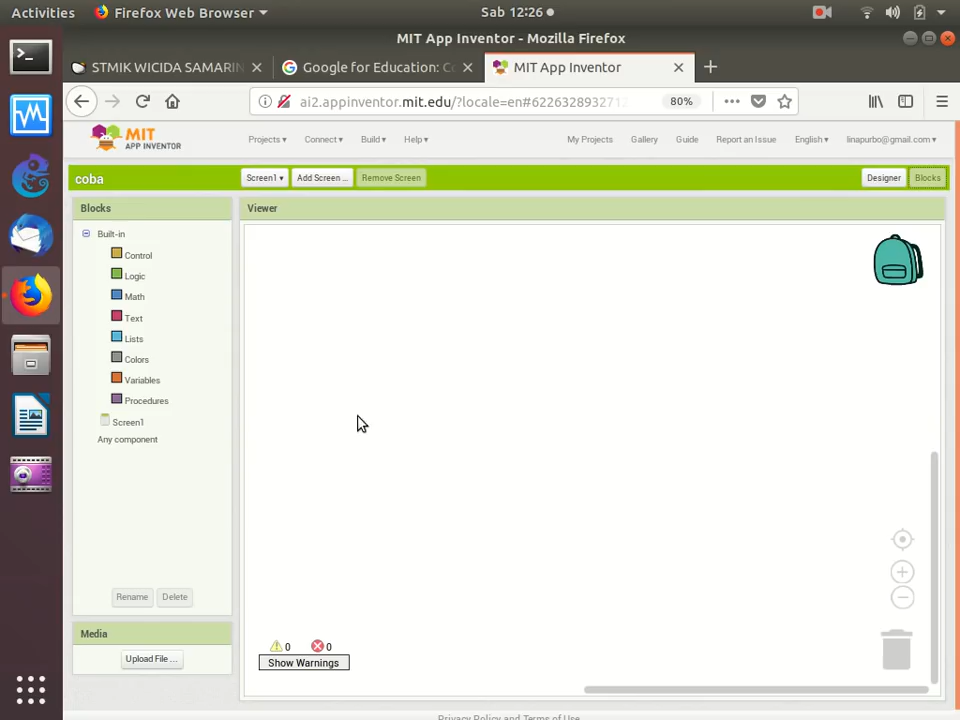 Activities Firefox Web Browser Sab 12:26
MIT App Inventor - Mozilla Firefox
STMIK WICIDA SAMARIN Google for Education: Co MIT App Inventor
ai2.appinventor.mit.edu/?locale=en#6226328932712 80%
MIT
APP INVENTOR
Projects Connect Build Help My Projects Gallery Guide Report an Issue English linapurbo@gmail.com
coba Screen1 Add Screen ... Remove Screen Designer Blocks
Blocks Viewer
Built-in
Control
Logic
Math
Text
Lists
Colors
Variables
Procedures
Screen1
Any component
Rename Delete
Media
0 0
Upload File ... Show Warnings
Privacy Policy and Terms of Use